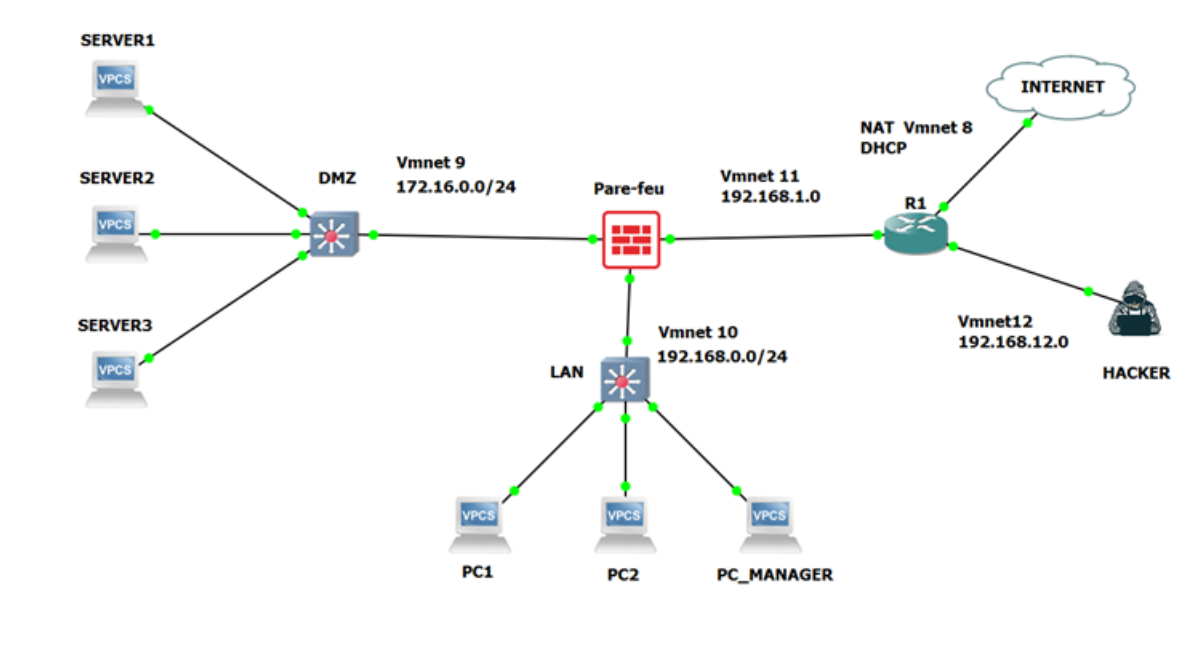 SERVER1
VPCS
INTERNET
NAT  Vmnet 8
DHCP
Vmnet 9
172.16.0.0/24
SERVER2
VPCS
DMZ
Pare-feu
Vmnet 11
192.168.1.0
R1
SERVER3
VPCS
Vmnet 10
192.168.0.0/24
LAN
Vmnet12
192.168.12.0
HACKER
VPCS
VPCS
VPCS
PC1
PC2
PC_MANAGER